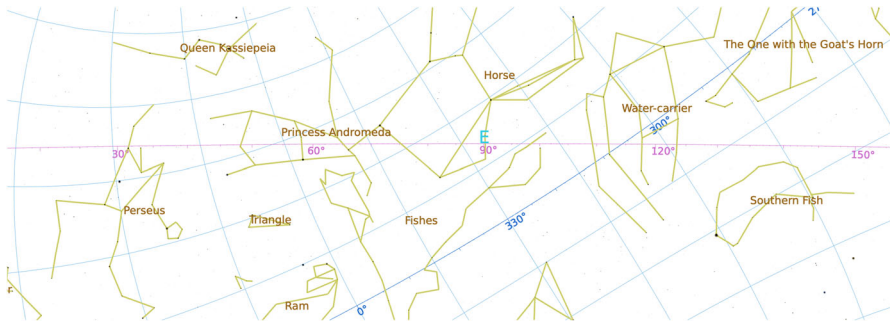 Queen Kassiepeia
The One with the Goat's Horn
Horse
Water-carrier
Princess Andromeda
E
300°
30°
60°
90°
120°
150°
Perseus
Triangle
Fishes
Southern Fish
330°
Ram
0°